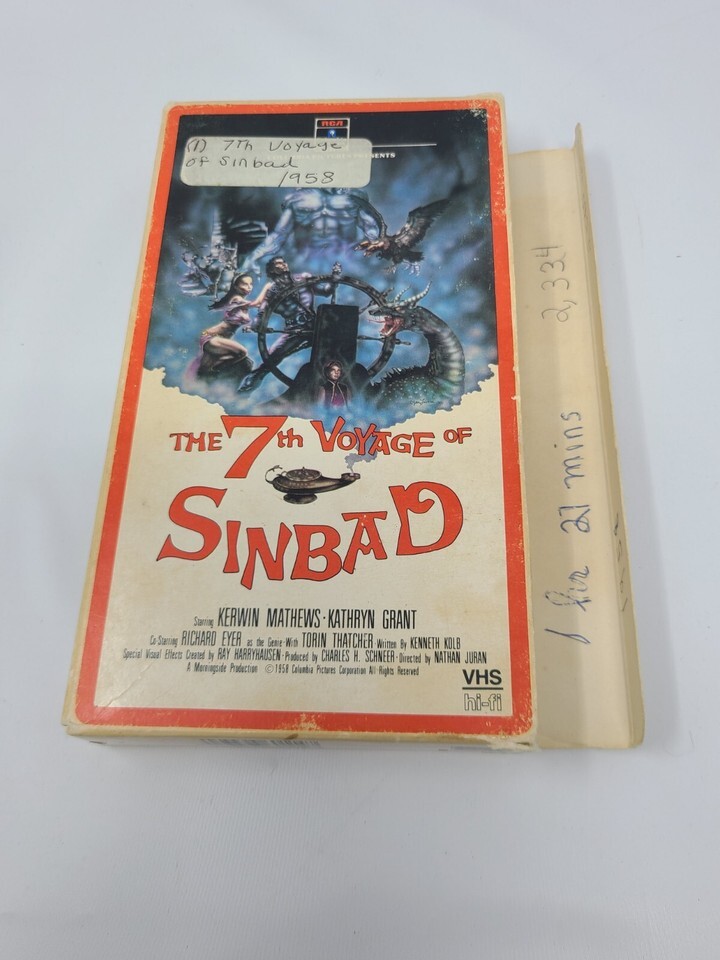 RCA
(1) 7Th Voyage
of Sinbad
1958
THE 7th VOYAGE OF
SINBAD
Starring KERWIN MATHEWS · KATHRYN GRANT
Co-Starring RICHARD EYER as the Genie · With TORIN THATCHER · Written By KENNETH KOLB
Special Visual Effects Created by RAY HARRYHAUSEN · Produced by CHARLES H. SCHNEER · Directed by NATHAN JURAN
A Morningside Production © 1958 Columbia Pictures Corporation All Rights Reserved
VHS
hi-fi
1 hr 27 mins 2,334